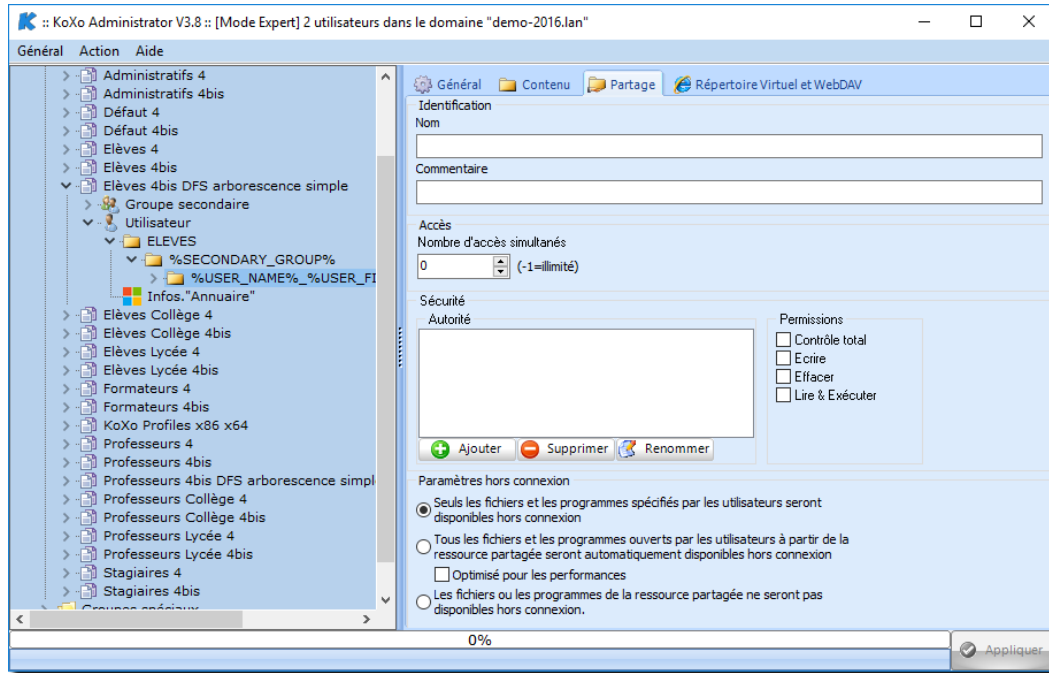 :: KoXo Administrator V3.8 :: [Mode Expert] 2 utilisateurs dans le domaine "demo-2016.lan"
Général Action Aide
Administratifs 4
Administratifs 4bis
Défaut 4
Défaut 4bis
Elèves 4
Elèves 4bis
Elèves 4bis DFS arborescence simple
Groupe secondaire
Utilisateur
ELEVES
%SECONDARY_GROUP%
%USER_NAME%_%USER_FI
Infos."Annuaire"
Elèves Collège 4
Elèves Collège 4bis
Elèves Lycée 4
Elèves Lycée 4bis
Formateurs 4
Formateurs 4bis
KoXo Profiles x86 x64
Professeurs 4
Professeurs 4bis
Professeurs 4bis DFS arborescence simpl
Professeurs Collège 4
Professeurs Collège 4bis
Professeurs Lycée 4
Professeurs Lycée 4bis
Stagiaires 4
Stagiaires 4bis
Groupes spéciaux
Général Contenu Partage Répertoire Virtuel et WebDAV
Identification
Nom
Commentaire
Accès
Nombre d'accès simultanés
0 (-1=illimité)
Sécurité
Autorité
Permissions
Contrôle total
Ecrire
Effacer
Lire & Exécuter
Ajouter Supprimer Renommer
Paramètres hors connexion
Seuls les fichiers et les programmes spécifiés par les utilisateurs seront
disponibles hors connexion
Tous les fichiers et les programmes ouverts par les utilisateurs à partir de la
ressource partagée seront automatiquement disponibles hors connexion
Optimisé pour les performances
Les fichiers ou les programmes de la ressource partagée ne seront pas
disponibles hors connexion.
0%
Appliquer